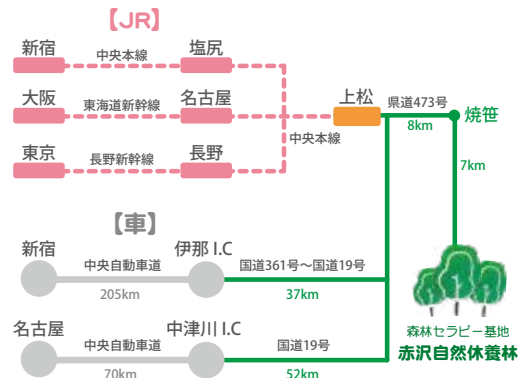 【JR】
新宿
中央本線
塩尻
大阪
東海道新幹線
名古屋
上松
県道473号
8km
焼笹
中央本線
東京
長野新幹線
長野
7km
【車】
新宿
中央自動車道
205km
伊那 I.C
国道361号～国道19号
37km
名古屋
中央自動車道
70km
中津川 I.C
国道19号
52km
森林セラピー基地
赤沢自然休養林